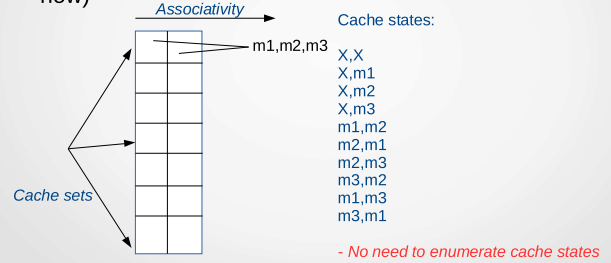 Associativity
m1,m2,m3
Cache sets
Cache states:
X,X
X,m1
X,m2
X,m3
m1,m2
m2,m1
m2,m3
m3,m2
m1,m3
m3,m1
- No need to enumerate cache states